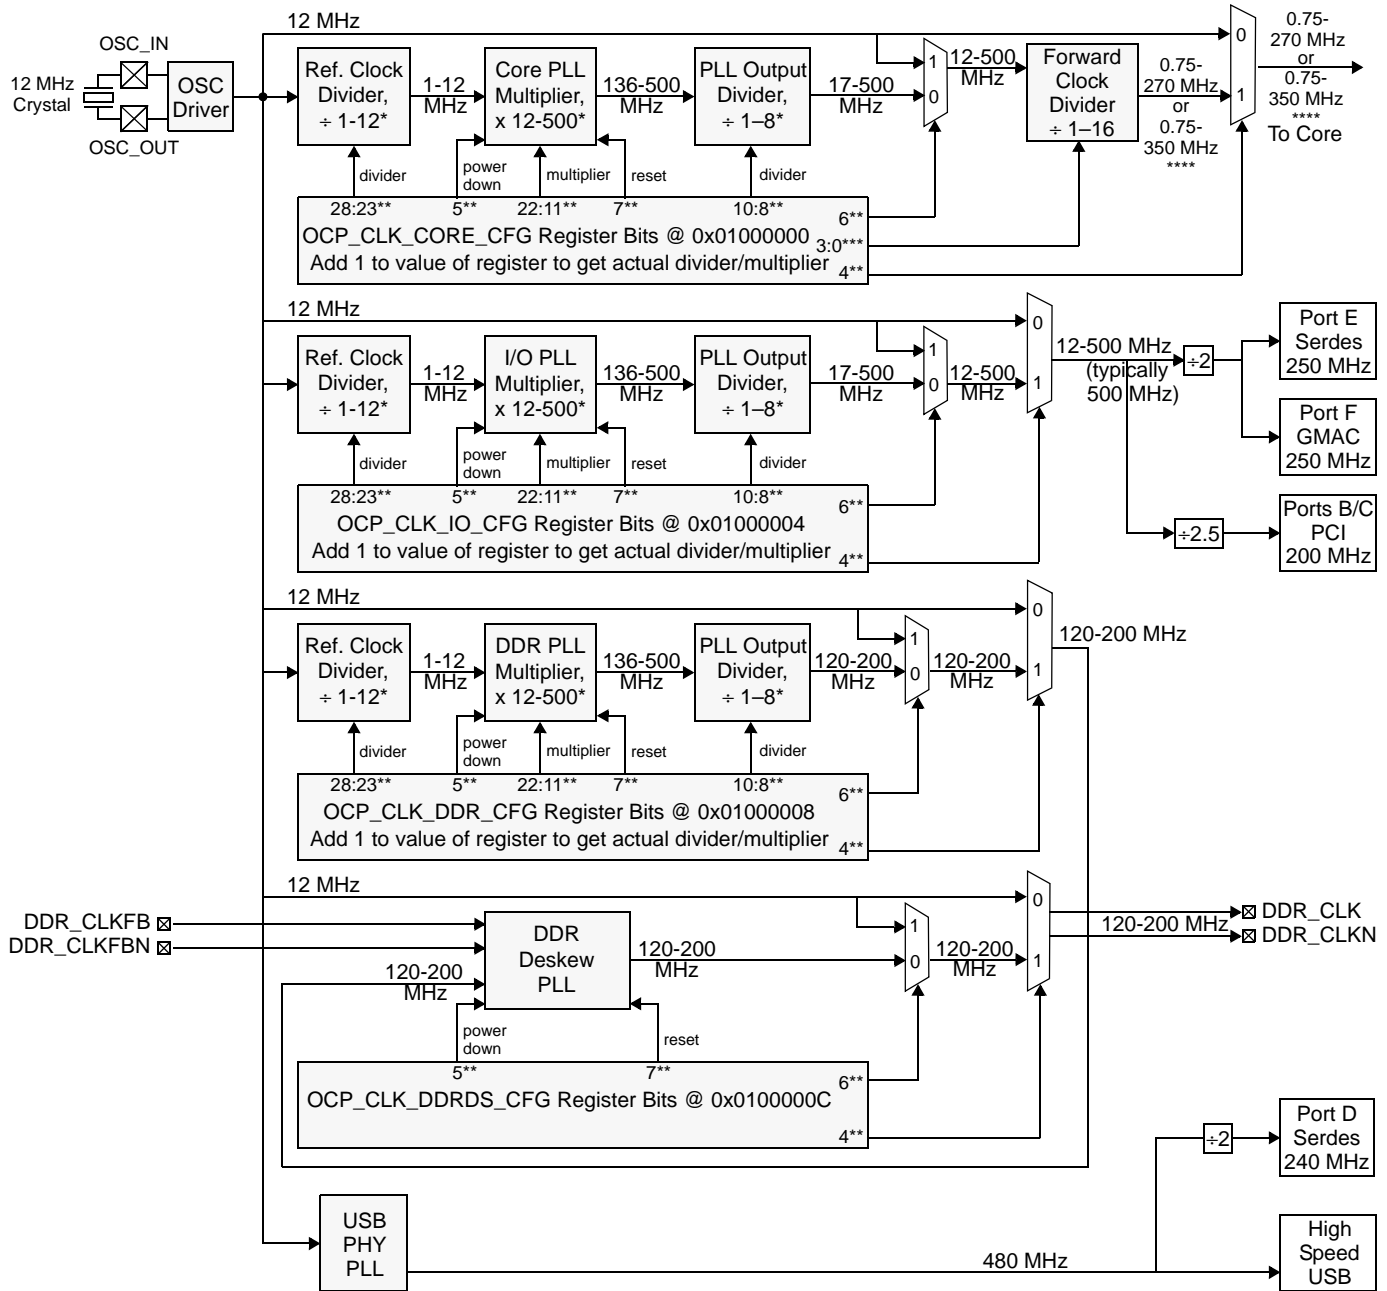 12 MHz
OSC_IN
12 MHz
Crystal
OSC
Driver
OSC_OUT
Ref. Clock
Divider,
÷ 1-12*
1-12
MHz
Core PLL
Multiplier,
x 12-500*
136-500
MHz
PLL Output
Divider,
÷ 1–8*
17-500
MHz
1
0
12-500
MHz
Forward
Clock
Divider
÷ 1–16
0.75-
270 MHz
or
0.75-
350 MHz
****
0
1
0.75-
270 MHz
or
0.75-
350 MHz
****
To Core
divider
power
down
multiplier
reset
divider
28:23**
5**
22:11**
7**
10:8**
6**
OCP_CLK_CORE_CFG Register Bits @ 0x01000000
3:0***
Add 1 to value of register to get actual divider/multiplier
4**
12 MHz
Ref. Clock
Divider,
÷ 1-12*
1-12
MHz
I/O PLL
Multiplier,
x 12-500*
136-500
MHz
PLL Output
Divider,
÷ 1–8*
17-500
MHz
1
0
12-500
MHz
0
1
12-500 MHz
(typically
500 MHz)
÷2
Port E
Serdes
250 MHz
Port F
GMAC
250 MHz
÷2.5
Ports B/C
PCI
200 MHz
divider
power
down
multiplier
reset
divider
28:23**
5**
22:11**
7**
10:8**
6**
OCP_CLK_IO_CFG Register Bits @ 0x01000004
Add 1 to value of register to get actual divider/multiplier
4**
12 MHz
Ref. Clock
Divider,
÷ 1-12*
1-12
MHz
DDR PLL
Multiplier,
x 12-500*
136-500
MHz
PLL Output
Divider,
÷ 1–8*
120-200
MHz
1
0
120-200
MHz
0
1
120-200 MHz
divider
power
down
multiplier
reset
divider
28:23**
5**
22:11**
7**
10:8**
6**
OCP_CLK_DDR_CFG Register Bits @ 0x01000008
Add 1 to value of register to get actual divider/multiplier
4**
12 MHz
DDR_CLKFB
DDR_CLKFBN
120-200
MHz
DDR
Deskew
PLL
120-200
MHz
1
0
120-200
MHz
0
1
120-200 MHz
DDR_CLK
DDR_CLKN
power
down
reset
5**
7**
6**
OCP_CLK_DDRDS_CFG Register Bits @ 0x0100000C
4**
÷2
Port D
Serdes
240 MHz
USB
PHY
PLL
480 MHz
High
Speed
USB